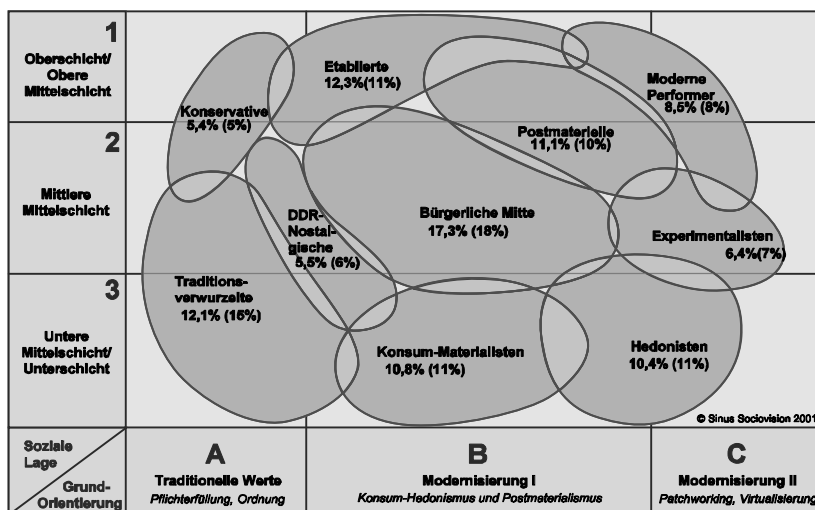 1
Oberschicht/
Obere
Mittelschicht
Etablierte
12,3%(11%)
Moderne
Performer
8,5% (8%)
Konservative
5,4% (5%)
2
Mittlere
Mittelschicht
Postmaterielle
11,1% (10%)
DDR-
Nostal-
gische
5,5% (6%)
Bürgerliche Mitte
17,3% (18%)
Experimentalisten
6,4%(7%)
3
Untere
Mittelschicht/
Unterschicht
Traditions-
verwurzelte
12,1% (15%)
Konsum-Materialisten
10,8% (11%)
Hedonisten
10,4% (11%)
© Sinus Sociovision 2001
Soziale
Lage
Grund-
Orientierung
A
Traditionelle Werte
Pflichterfüllung, Ordnung
B
Modernisierung I
Konsum-Hedonismus und Postmaterialismus
C
Modernisierung II
Patchworking, Virtualisierung